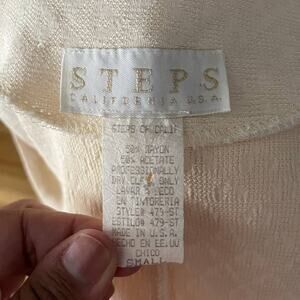 STEPS
CALIFORNIA U.S.A.
STEPS OF CALIF
50% RAYON
50% ACETATE
PROFESSIONALLY
DRY CLEAN ONLY
LAVAR A SECO
EN TINTORERIA
STYLE# 479-ST
ESTILO# 479-ST
MADE IN U.S.A.
HECHO EN EE.UU
CHICO
SMALL